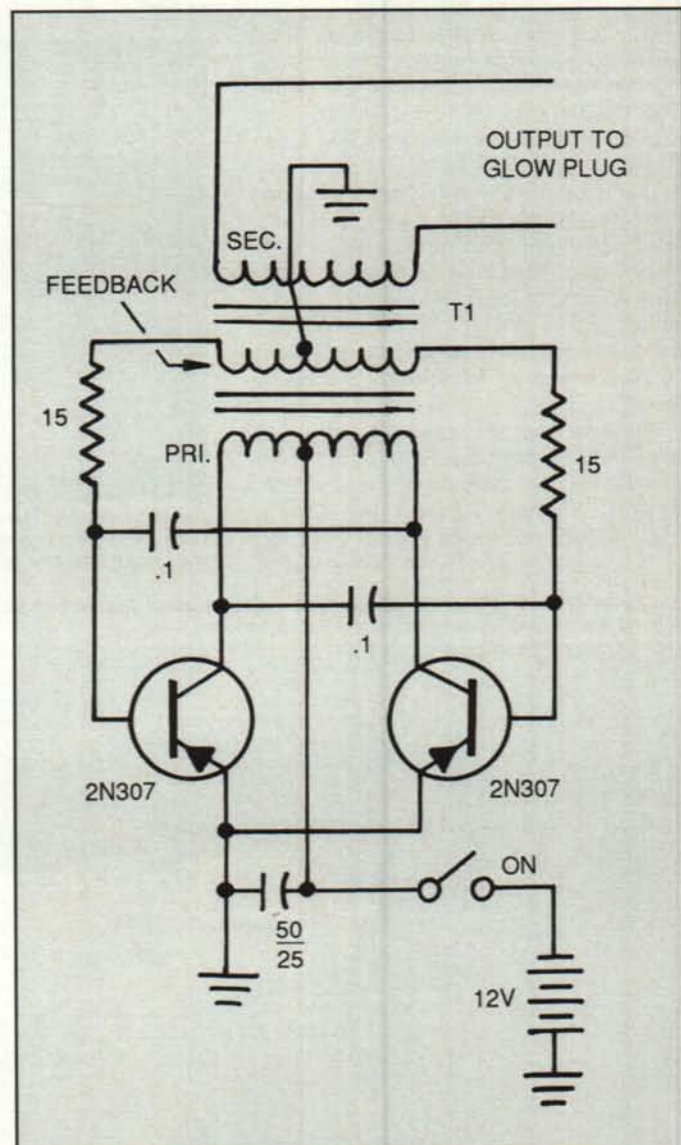 OUTPUT TO
GLOW PLUG
SEC.
FEEDBACK
T1
15
PRI.
15
.1
.1
2N307
2N307
ON
50
25
12V